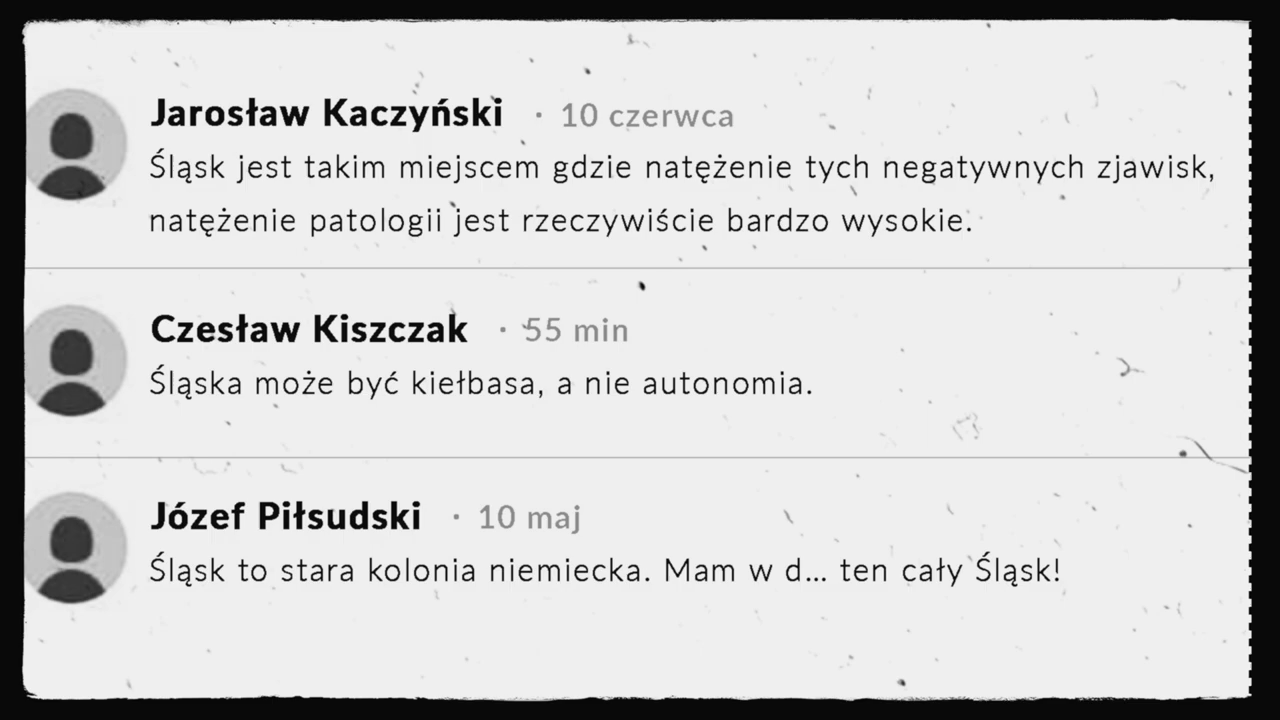 Jarosław Kaczyński · 10 czerwca
Śląsk jest takim miejscem gdzie natężenie tych negatywnych zjawisk,
natężenie patologii jest rzeczywiście bardzo wysokie.
Czesław Kiszczak · 55 min
Śląska może być kiełbasa, a nie autonomia.
Józef Piłsudski · 10 maj
Śląsk to stara kolonia niemiecka. Mam w d... ten cały Śląsk!